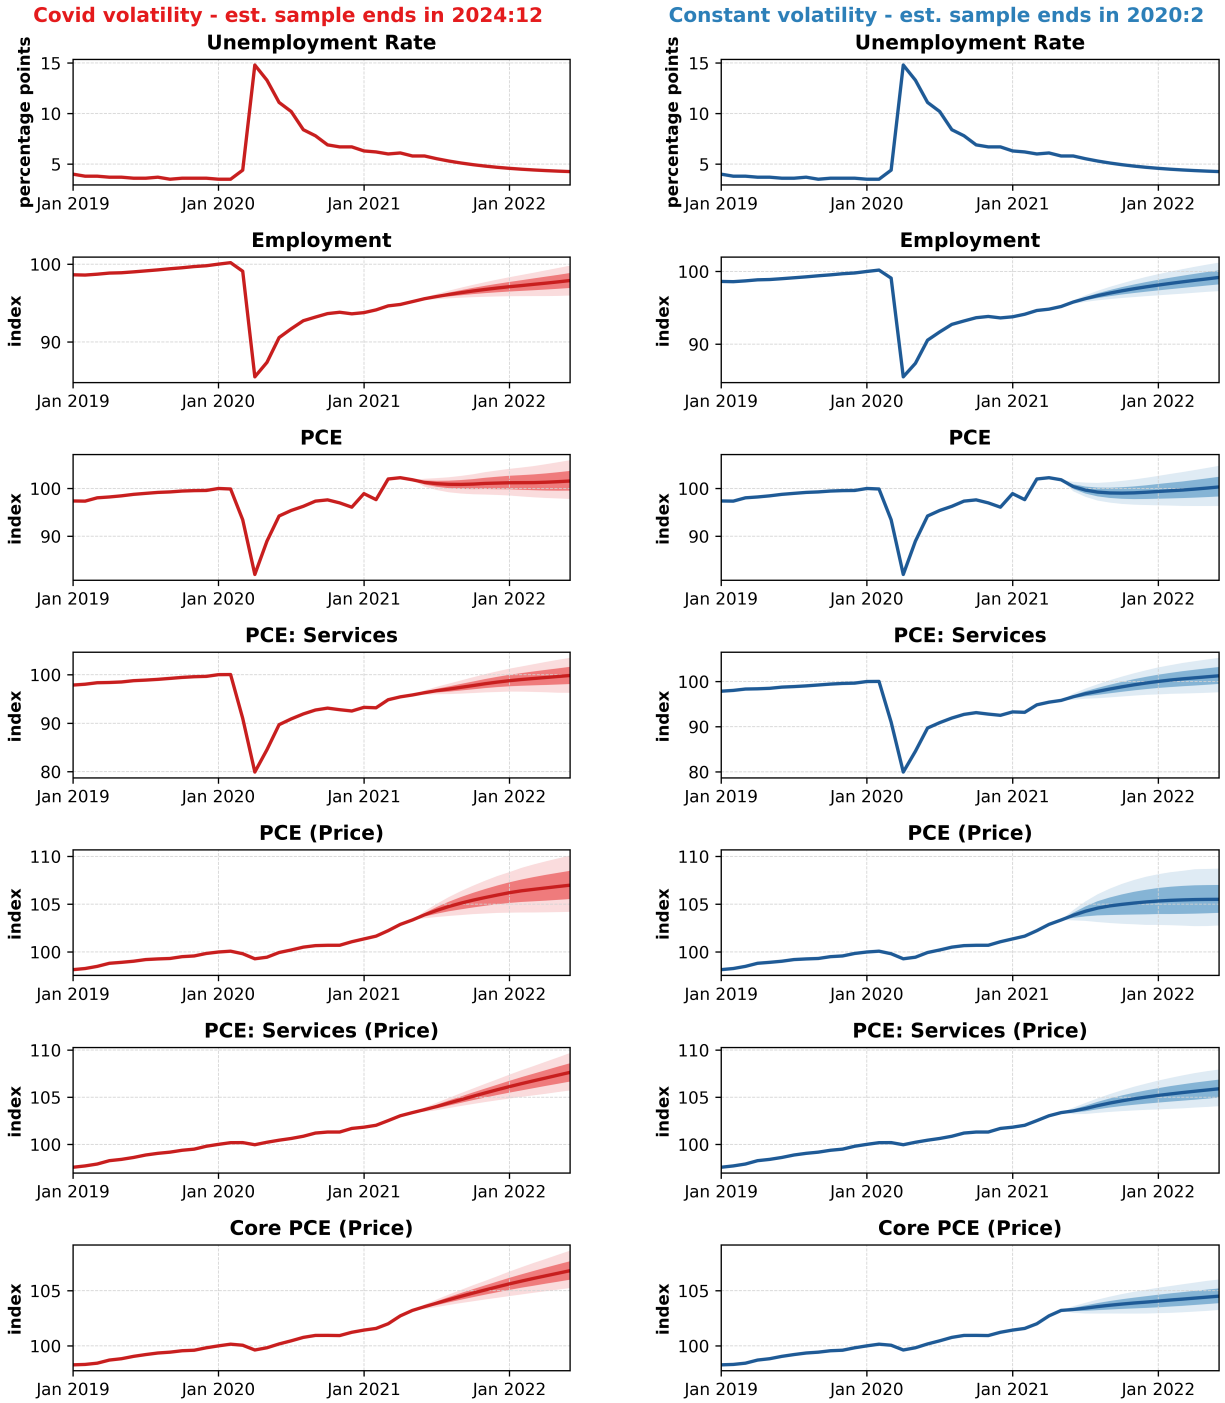 Covid volatility - est. sample ends in 2024:12
Constant volatility - est. sample ends in 2020:2
Unemployment Rate
percentage points
15
10
5
Jan 2019
Jan 2020
Jan 2021
Jan 2022
Unemployment Rate
percentage points
15
10
5
Jan 2019
Jan 2020
Jan 2021
Jan 2022
Employment
index
100
90
Jan 2019
Jan 2020
Jan 2021
Jan 2022
Employment
index
100
90
Jan 2019
Jan 2020
Jan 2021
Jan 2022
PCE
index
100
90
Jan 2019
Jan 2020
Jan 2021
Jan 2022
PCE
index
100
90
Jan 2019
Jan 2020
Jan 2021
Jan 2022
PCE: Services
index
100
90
80
Jan 2019
Jan 2020
Jan 2021
Jan 2022
PCE: Services
index
100
90
80
Jan 2019
Jan 2020
Jan 2021
Jan 2022
PCE (Price)
index
110
105
100
Jan 2019
Jan 2020
Jan 2021
Jan 2022
PCE (Price)
index
110
105
100
Jan 2019
Jan 2020
Jan 2021
Jan 2022
PCE: Services (Price)
index
110
105
100
Jan 2019
Jan 2020
Jan 2021
Jan 2022
PCE: Services (Price)
index
110
105
100
Jan 2019
Jan 2020
Jan 2021
Jan 2022
Core PCE (Price)
index
105
100
Jan 2019
Jan 2020
Jan 2021
Jan 2022
Core PCE (Price)
index
105
100
Jan 2019
Jan 2020
Jan 2021
Jan 2022